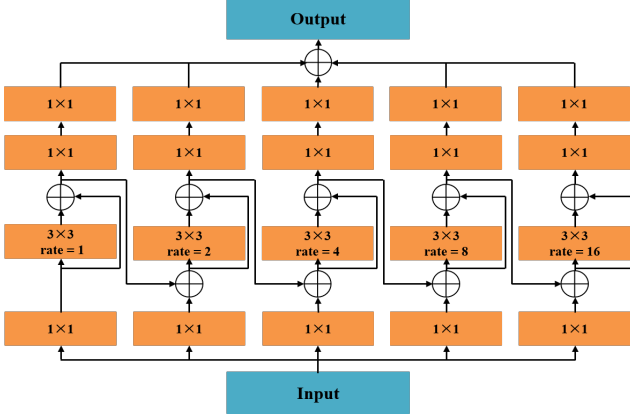 Output
1×1
1×1
1×1
1×1
1×1
1×1
1×1
1×1
1×1
1×1
3×3
rate = 1
3×3
rate = 2
3×3
rate = 4
3×3
rate = 8
3×3
rate = 16
1×1
1×1
1×1
1×1
1×1
Input